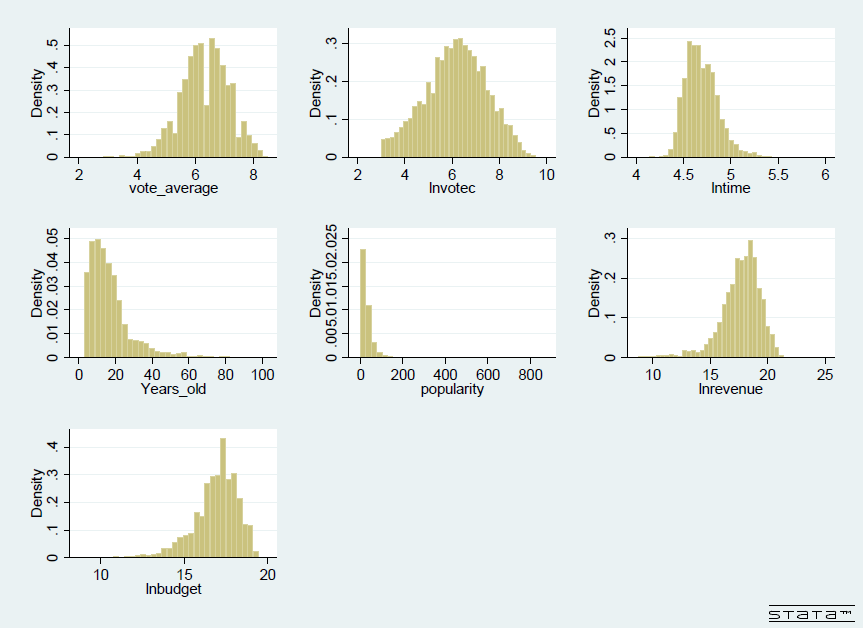 Density
0 .1 .2 .3 .4 .5
2 4 6 8
vote_average
Density
0 .1 .2 .3
2 4 6 8 10
lnvotec
Density
0 .5 1 1.5 2 2.5
4 4.5 5 5.5 6
lntime
Density
0 .01 .02 .03 .04 .05
0 20 40 60 80 100
Years_old
Density
0 .005 .01 .015 .02 .025
0 200 400 600 800
popularity
Density
0 .1 .2 .3
10 15 20 25
lnrevenue
Density
0 .1 .2 .3 .4
10 15 20
lnbudget
STATA™